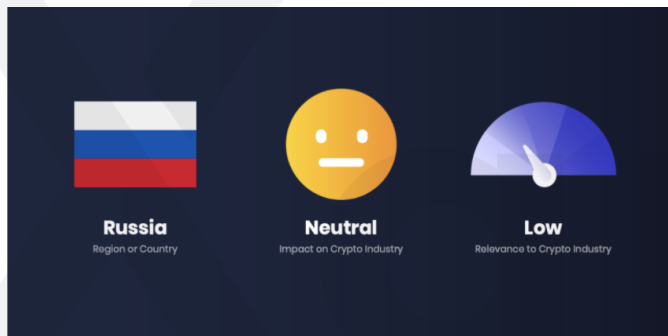 Russia
Region or Country
Neutral
Impact on Crypto Industry
Low
Relevance to Crypto Industry